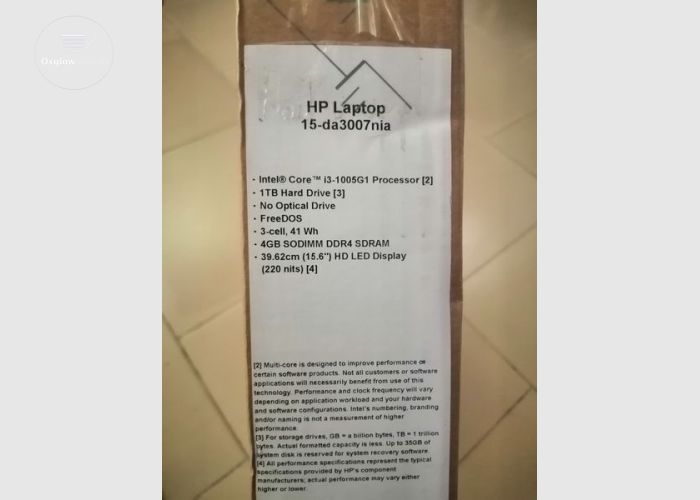 Oxglow
HP Laptop
15-da3007nia
· Intel® Core™ i3-1005G1 Processor [2]
· 1TB Hard Drive [3]
· No Optical Drive
· FreeDOS
· 3-cell, 41 Wh
· 4GB SODIMM DDR4 SDRAM
· 39.62cm (15.6") HD LED Display
(220 nits) [4]
[2] Multi-core is designed to improve performance on
certain software products. Not all customers or software
applications will necessarily benefit from use of this
technology. Performance and clock frequency will vary
depending on application workload and your hardware
and software configurations. Intel's numbering, branding
and/or naming is not a measurement of higher
performance.
[3] For storage drives, GB = a billion bytes, TB = 1 trillion
bytes. Actual formatted capacity is less. Up to 35GB of
system disk is reserved for system recovery software.
[4] All performance specifications represent the typical
specifications provided by HP's component
manufacturers; actual performance may vary either
higher or lower.